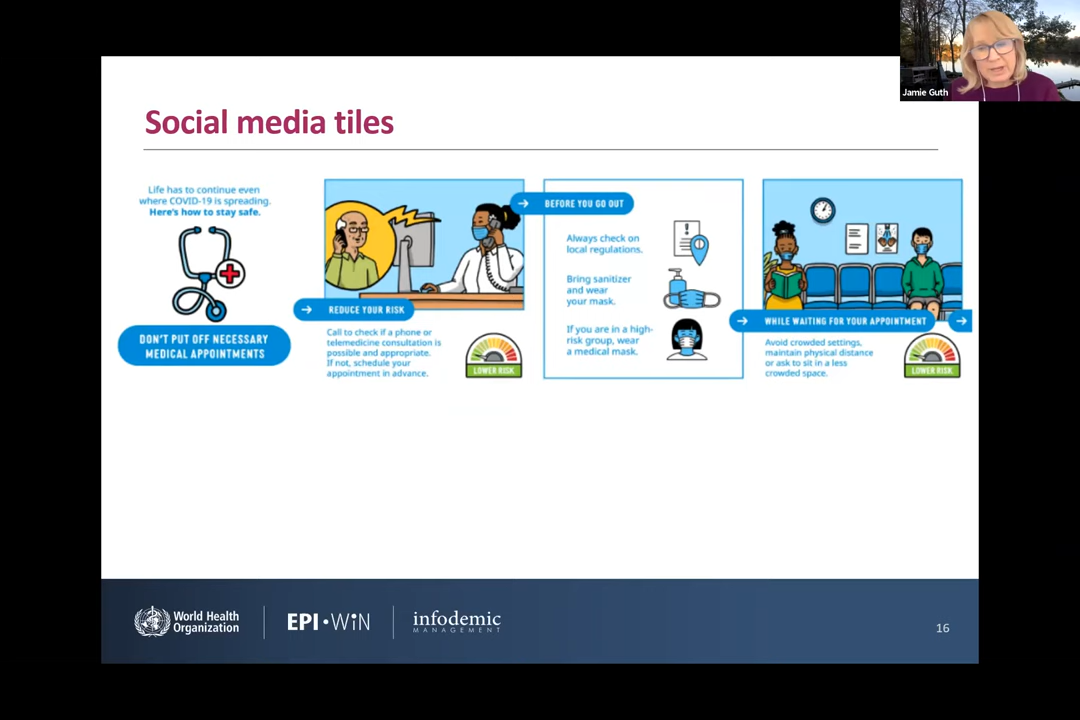 Jamie Guth
Social media tiles
Life has to continue even
where COVID-19 is spreading.
Here's how to stay safe.
DON'T PUT OFF NECESSARY
MEDICAL APPOINTMENTS
REDUCE YOUR RISK
Call to check if a phone or
telemedicine consultation is
possible and appropriate.
If not, schedule your
appointment in advance.
LOWER RISK
BEFORE YOU GO OUT
Always check on
local regulations.
Bring sanitizer
and wear
your mask.
If you are in a high-
risk group, wear
a medical mask.
WHILE WAITING FOR YOUR APPOINTMENT
Avoid crowded settings,
maintain physical distance
or ask to sit in a less
crowded space.
LOWER RISK
World Health
Organization
EPI•WiN
infodemic
MANAGEMENT
16